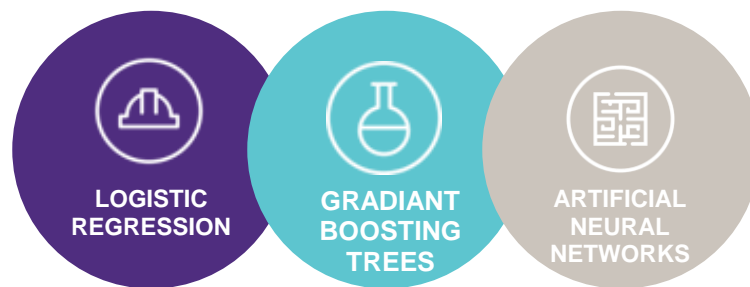 LOGISTIC
REGRESSION
GRADIANT
BOOSTING
TREES
ARTIFICIAL
NEURAL
NETWORKS